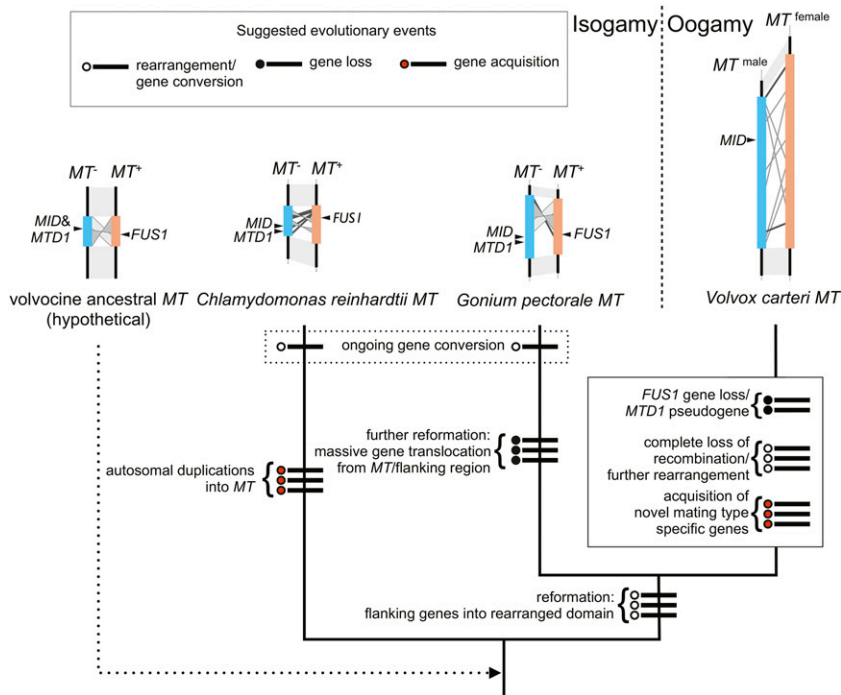 Suggested evolutionary events
rearrangement/
gene conversion
gene loss
gene acquisition
Isogamy
Oogamy
MT female
MT male
MID
MT- MT+
MID&
MTD1
FUS1
volvocine ancestral MT
(hypothetical)
MT- MT+
MID
MTD1
FUS1
Chlamydomonas reinhardtii MT
MT- MT+
MID
MTD1
FUS1
Gonium pectorale MT
Volvox carteri MT
ongoing gene conversion
FUS1 gene loss/
MTD1 pseudogene
further reformation:
massive gene translocation
from MT/flanking region
complete loss of
recombination/
further rearrangement
autosomal duplications
into MT
acquisition of
novel mating type
specific genes
reformation:
flanking genes into rearranged domain